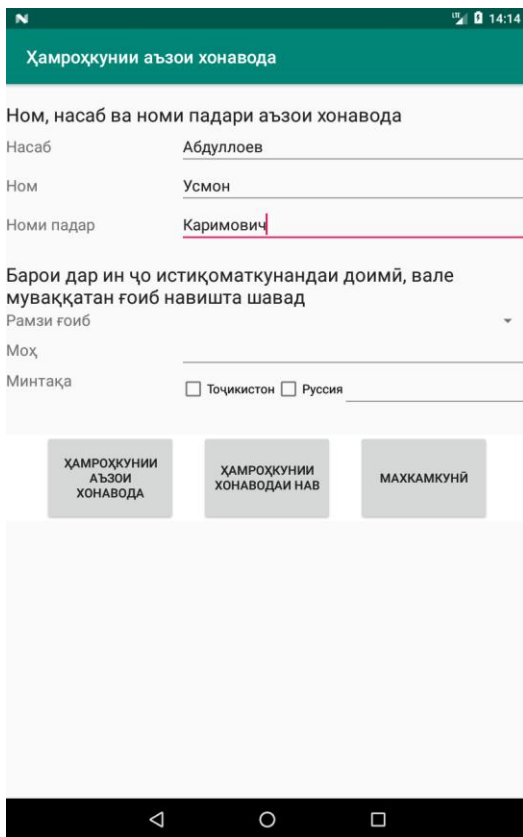 14:14
Ҳамроҳкунии аъзои хонавода
Ном, насаб ва номи падари аъзои хонавода
Насаб Абдуллоев
Ном Усмон
Номи падар Каримович
Барои дар ин ҷо истиқоматкунандаи доимӣ, вале
муваққатан ғоиб навишта шавад
Рамзи ғоиб
Моҳ
Минтақа Тоҷикистон Руссия
ҲАМРОҲКУНИИ
АЪЗОИ
ХОНАВОДА
ҲАМРОҲКУНИИ
ХОНАВОДАИ НАВ
МАХКАМКУНӢ